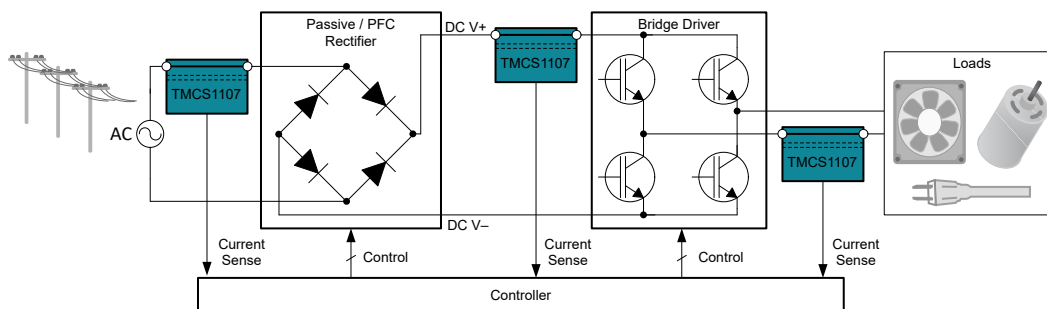 Passive / PFC
Rectifier
DC V+
Bridge Driver
Loads
TMCS1107
TMCS1107
AC
TMCS1107
DC V–
Current
Sense
Control
Current
Sense
Control
Current
Sense
Controller